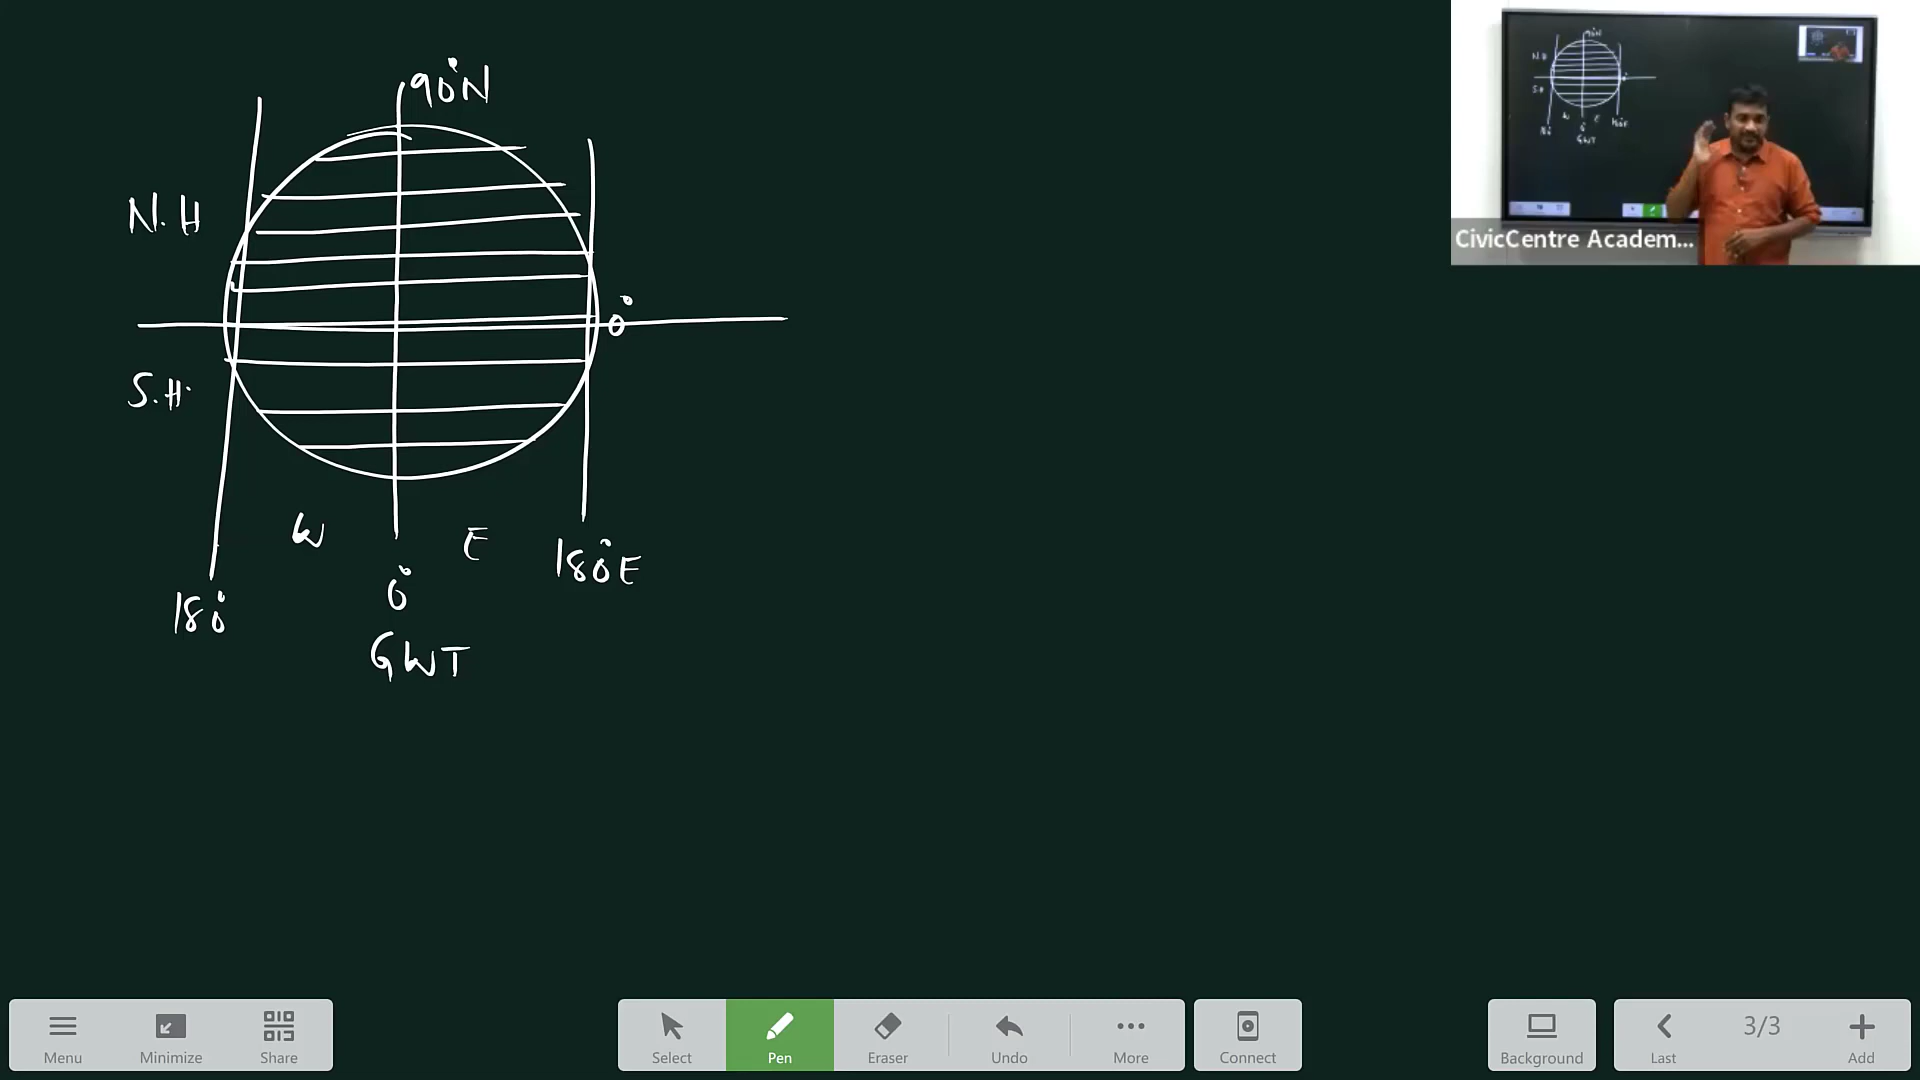 90°N
N.H
0°
S.H.
W
E
180°E
0°
180°
GWT
CivicCentre Academ...
Menu
Minimize
Share
Select
Pen
Eraser
Undo
More
Connect
Background
Last
3/3
Add